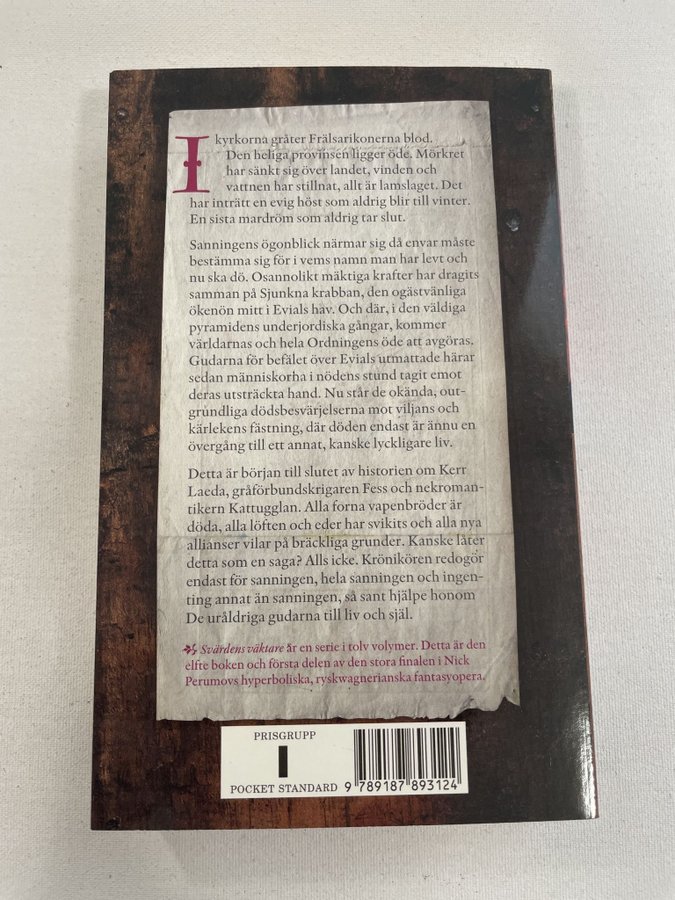 I kyrkorna gråter Frälsarikonerna blod.
Den heliga provinsen ligger öde. Mörkret
har sänkt sig över landet, vinden och
vattnen har stillnat, allt är lamslaget. Det
har inträtt en evig höst som aldrig blir till vinter.
En sista mardröm som aldrig tar slut.
Sanningens ögonblick närmar sig då envar måste
bestämma sig för i vems namn man har levt och
nu ska dö. Osannolikt mäktiga krafter har dragits
samman på Sjunkna krabban, den ogästvänliga
ökenön mitt i Evials hav. Och där, i den väldiga
pyramidens underjordiska gångar, kommer
världarnas och hela Ordningens öde att avgöras.
Gudarna för befälet över Evials utmattade härar
sedan människorna i nödens stund tagit emot
deras utsträckta hand. Nu står de okända, out-
grundliga dödsbesvärjelserna mot viljans och
kärlekens fästning, där döden endast är ännu en
övergång till ett annat, kanske lyckligare liv.
Detta är början till slutet av historien om Kerr
Laeda, gråförbundskrigaren Fess och nekroman-
tikern Kattugglan. Alla forna vapenbröder är
döda, alla löften och eder har svikits och alla nya
allianser vilar på bräckliga grunder. Kanske låter
detta som en saga? Alls icke. Krönikören redogör
endast för sanningen, hela sanningen och ingen-
ting annat än sanningen, så sant hjälpe honom
De uråldriga gudarna till liv och själ.
Svärdens väktare är en serie i tolv volymer. Detta är den
elfte boken och första delen av den stora finalen i Nick
Perumovs hyperboliska, ryskwagnerianska fantasyopera.
PRISGRUPP
I
POCKET STANDARD
9 789187 893124